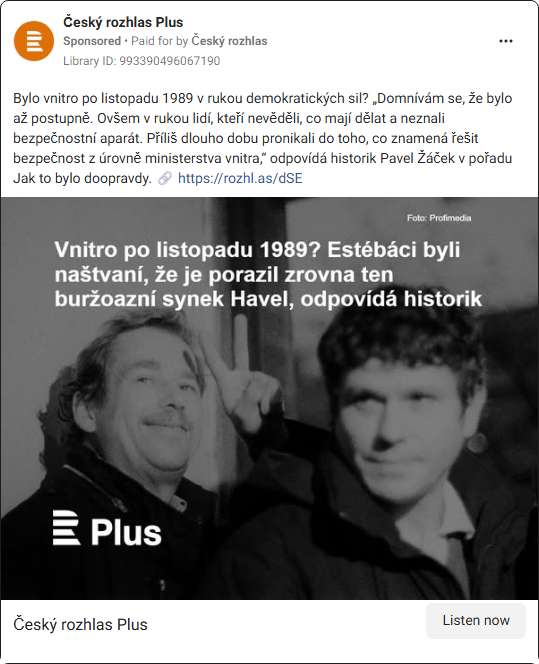 Český rozhlas Plus
Sponsored • Paid for by Český rozhlas
Library ID: 993390496067190
Bylo vnitro po listopadu 1989 v rukou demokratických sil? „Domnívám se, že bylo
až postupně. Ovšem v rukou lidí, kteří nevěděli, co mají dělat a neznali
bezpečnostní aparát. Příliš dlouho dobu pronikali do toho, co znamená řešit
bezpečnost z úrovně ministerstva vnitra,“ odpovídá historik Pavel Žáček v pořadu
Jak to bylo doopravdy. 🔗 https://rozhl.as/dSE
Foto: Profimedia
Vnitro po listopadu 1989? Estébáci byli
naštvaní, že je porazil zrovna ten
buržoazní synek Havel, odpovídá historik
Plus
Český rozhlas Plus
Listen now